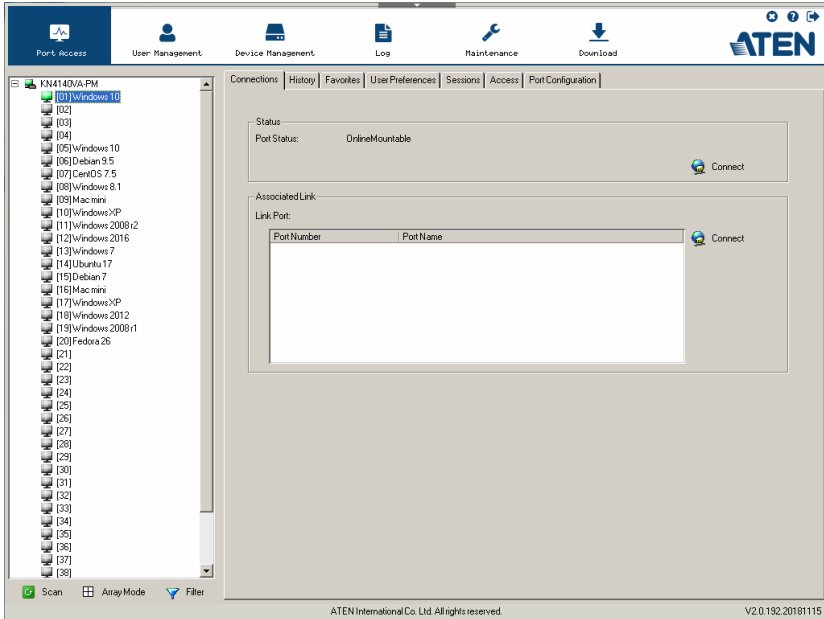 Port Access
User Management
Device Management
Log
Maintenance
Download
ATEN
KN4140VA-PM
[01]Windows 10
[02]
[03]
[04]
[05]Windows 10
[06]Debian 9.5
[07]CentOS 7.5
[08]Windows 8.1
[09]Mac mini
[10]Windows XP
[11]Windows 2008 r2
[12]Windows 2016
[13]Windows 7
[14]Ubuntu 17
[15]Debian 7
[16]Mac mini
[17]Windows XP
[18]Windows 2012
[19]Windows 2008 r1
[20]Fedora 26
[21]
[22]
[23]
[24]
[25]
[26]
[27]
[28]
[29]
[30]
[31]
[32]
[33]
[34]
[35]
[36]
[37]
[38]
Scan
Array Mode
Filter
Connections
History
Favorites
User Preferences
Sessions
Access
Port Configuration
Status
Port Status: OnlineMountable
Connect
Associated Link
Link Port:
Port Number
Port Name
Connect
ATEN International Co. Ltd. All rights reserved.
V2.0.192.20181115